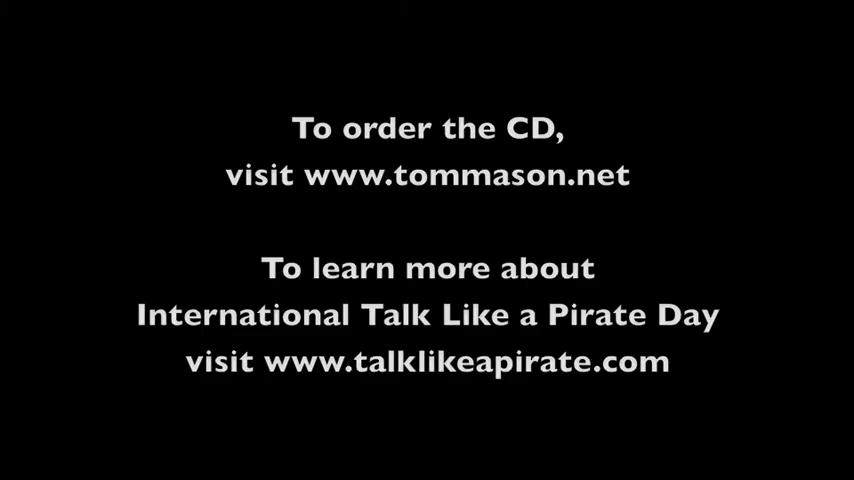 To order the CD,
visit www.tommason.net
To learn more about
International Talk Like a Pirate Day
visit www.talklikeapirate.com